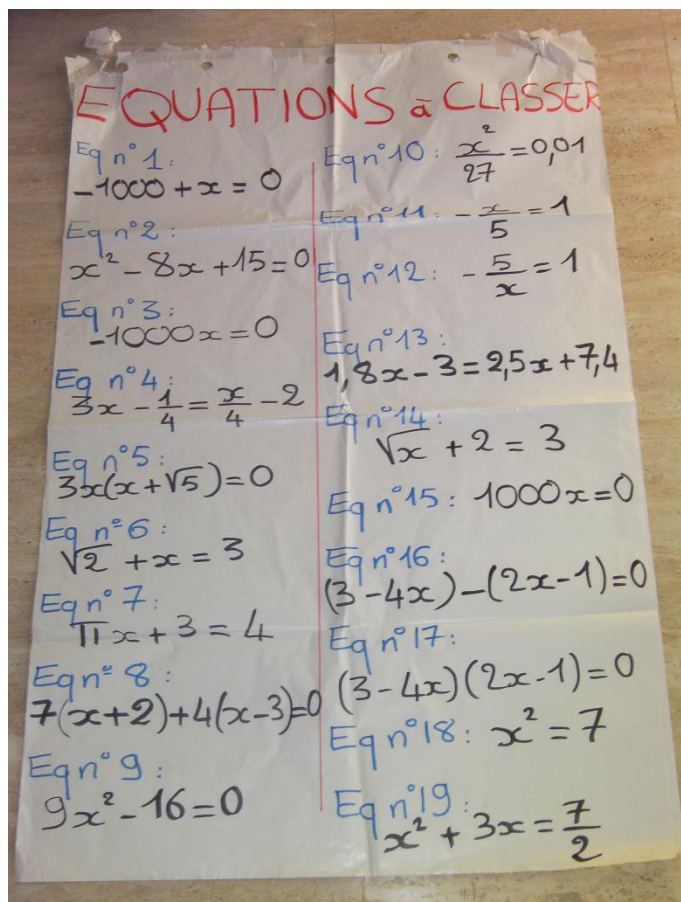 EQUATIONS à CLASSER
Eq n°1:
-1000 + x = 0
Eq n°2:
x² - 8x + 15 = 0
Eq n°3:
-1000x = 0
Eq n°4:
3x - 1/4 = x/4 - 2
Eq n°5:
3x(x + √5) = 0
Eq n°6:
√2 + x = 3
Eq n°7:
πx + 3 = 4
Eq n°8:
7(x+2)+4(x-3)=0
Eq n°9:
9x² - 16 = 0
Eq n°10: x²/27 = 0,01
Eq n°11: -x/5 = 1
Eq n°12: -5/x = 1
Eq n°13:
1,8x - 3 = 2,5x + 7,4
Eq n°14:
√x + 2 = 3
Eq n°15: 1000x = 0
Eq n°16:
(3 - 4x) - (2x - 1) = 0
Eq n°17:
(3 - 4x)(2x - 1) = 0
Eq n°18: x² = 7
Eq n°19:
x² + 3x = 7/2